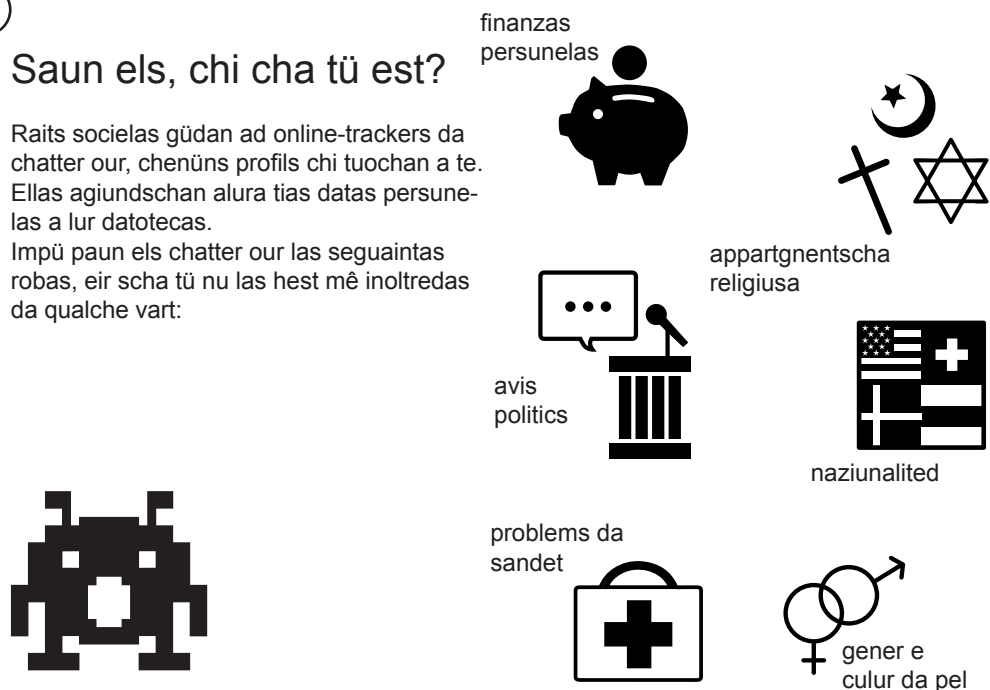 Saun els, chi cha tü est?
Raits socielas güdan ad online-trackers da
chatter our, chenüns profils chi tuochan a te.
Ellas agiundschan alura tias datas persune-
las a lur datotecas.
Impü paun els chatter our las seguaintas
robas, eir scha tü nu las hest mê inoltredas
da qualche vart:
finanzas
persunelas
appartgnentscha
religiusa
avis
politics
naziunalited
problems da
sandet
gener e
culur da pel